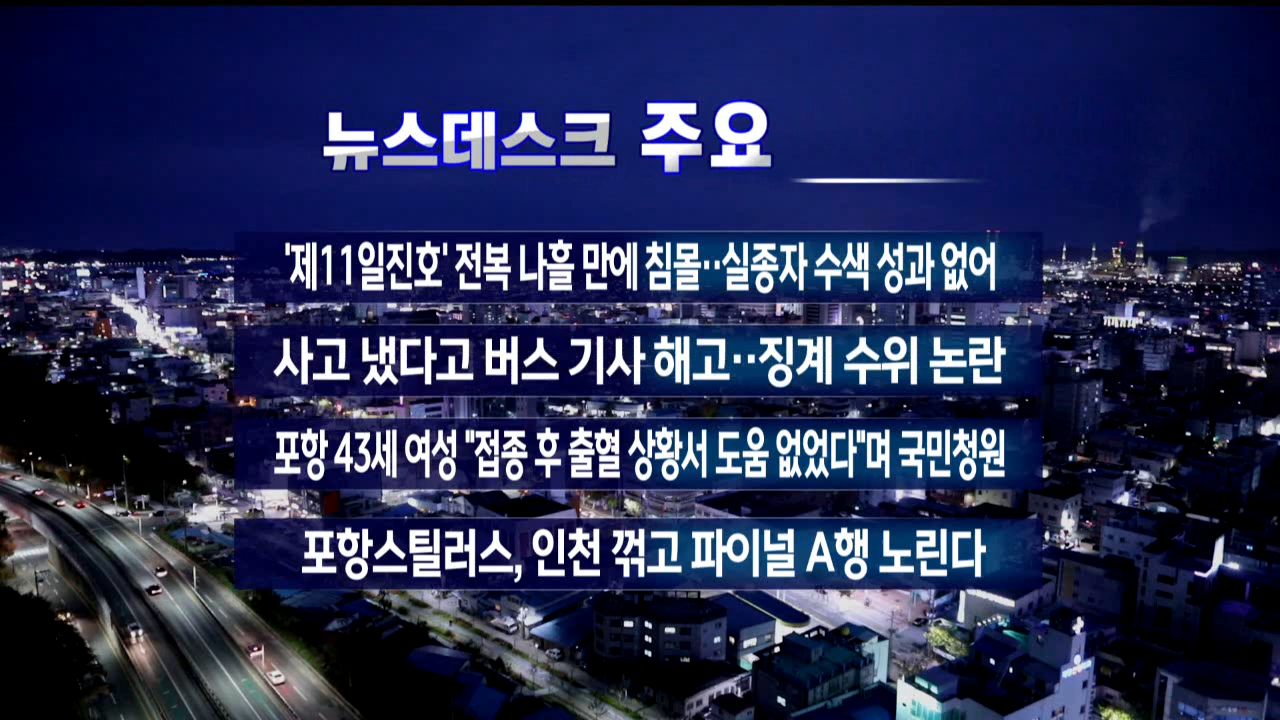 뉴스데스크 주요
'제11일진호' 전복 나흘 만에 침몰··실종자 수색 성과 없어
사고 냈다고 버스 기사 해고··징계 수위 논란
포항 43세 여성 "접종 후 출혈 상황서 도움 없었다"며 국민청원
포항스틸러스, 인천 꺾고 파이널 A행 노린다